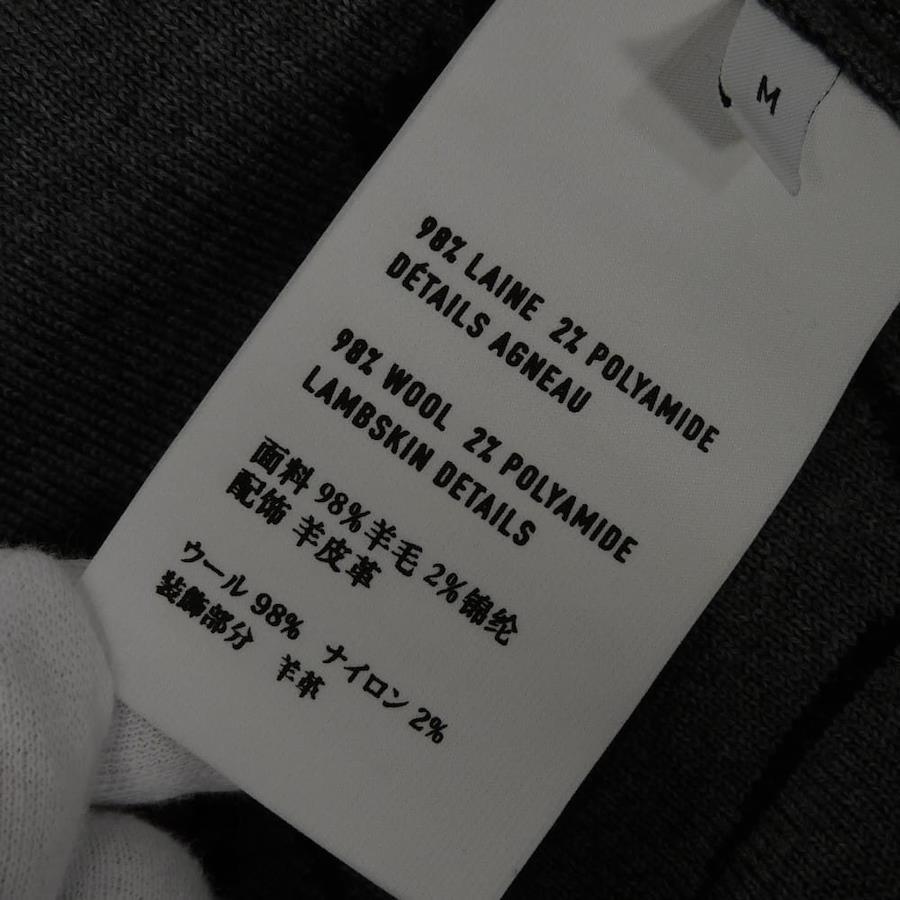 M
98% LAINE 2% POLYAMIDE
DÉTAILS AGNEAU
98% WOOL 2% POLYAMIDE
LAMBSKIN DETAILS
面料 98%羊毛 2%锦纶
配饰 羊皮革
ウール 98% ナイロン 2%
装飾部分 羊革